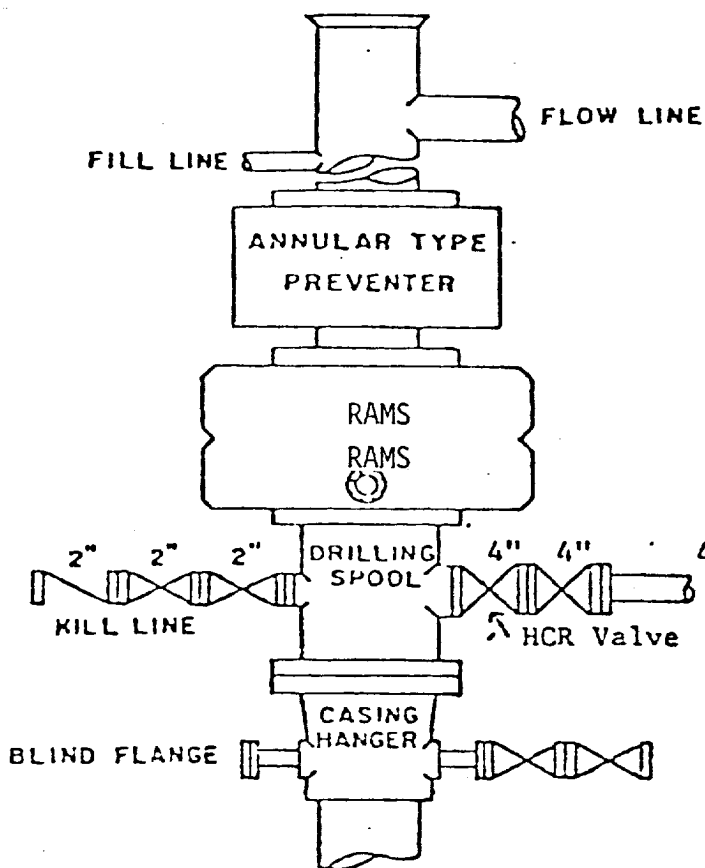 FLOW LINE
FILL LINE
ANNULAR TYPE
PREVENTER
RAMS
RAMS
2" 2" 2"
DRILLING
SPOOL
4" 4"
KILL LINE
HCR Valve
CASING
HANGER
BLIND FLANGE